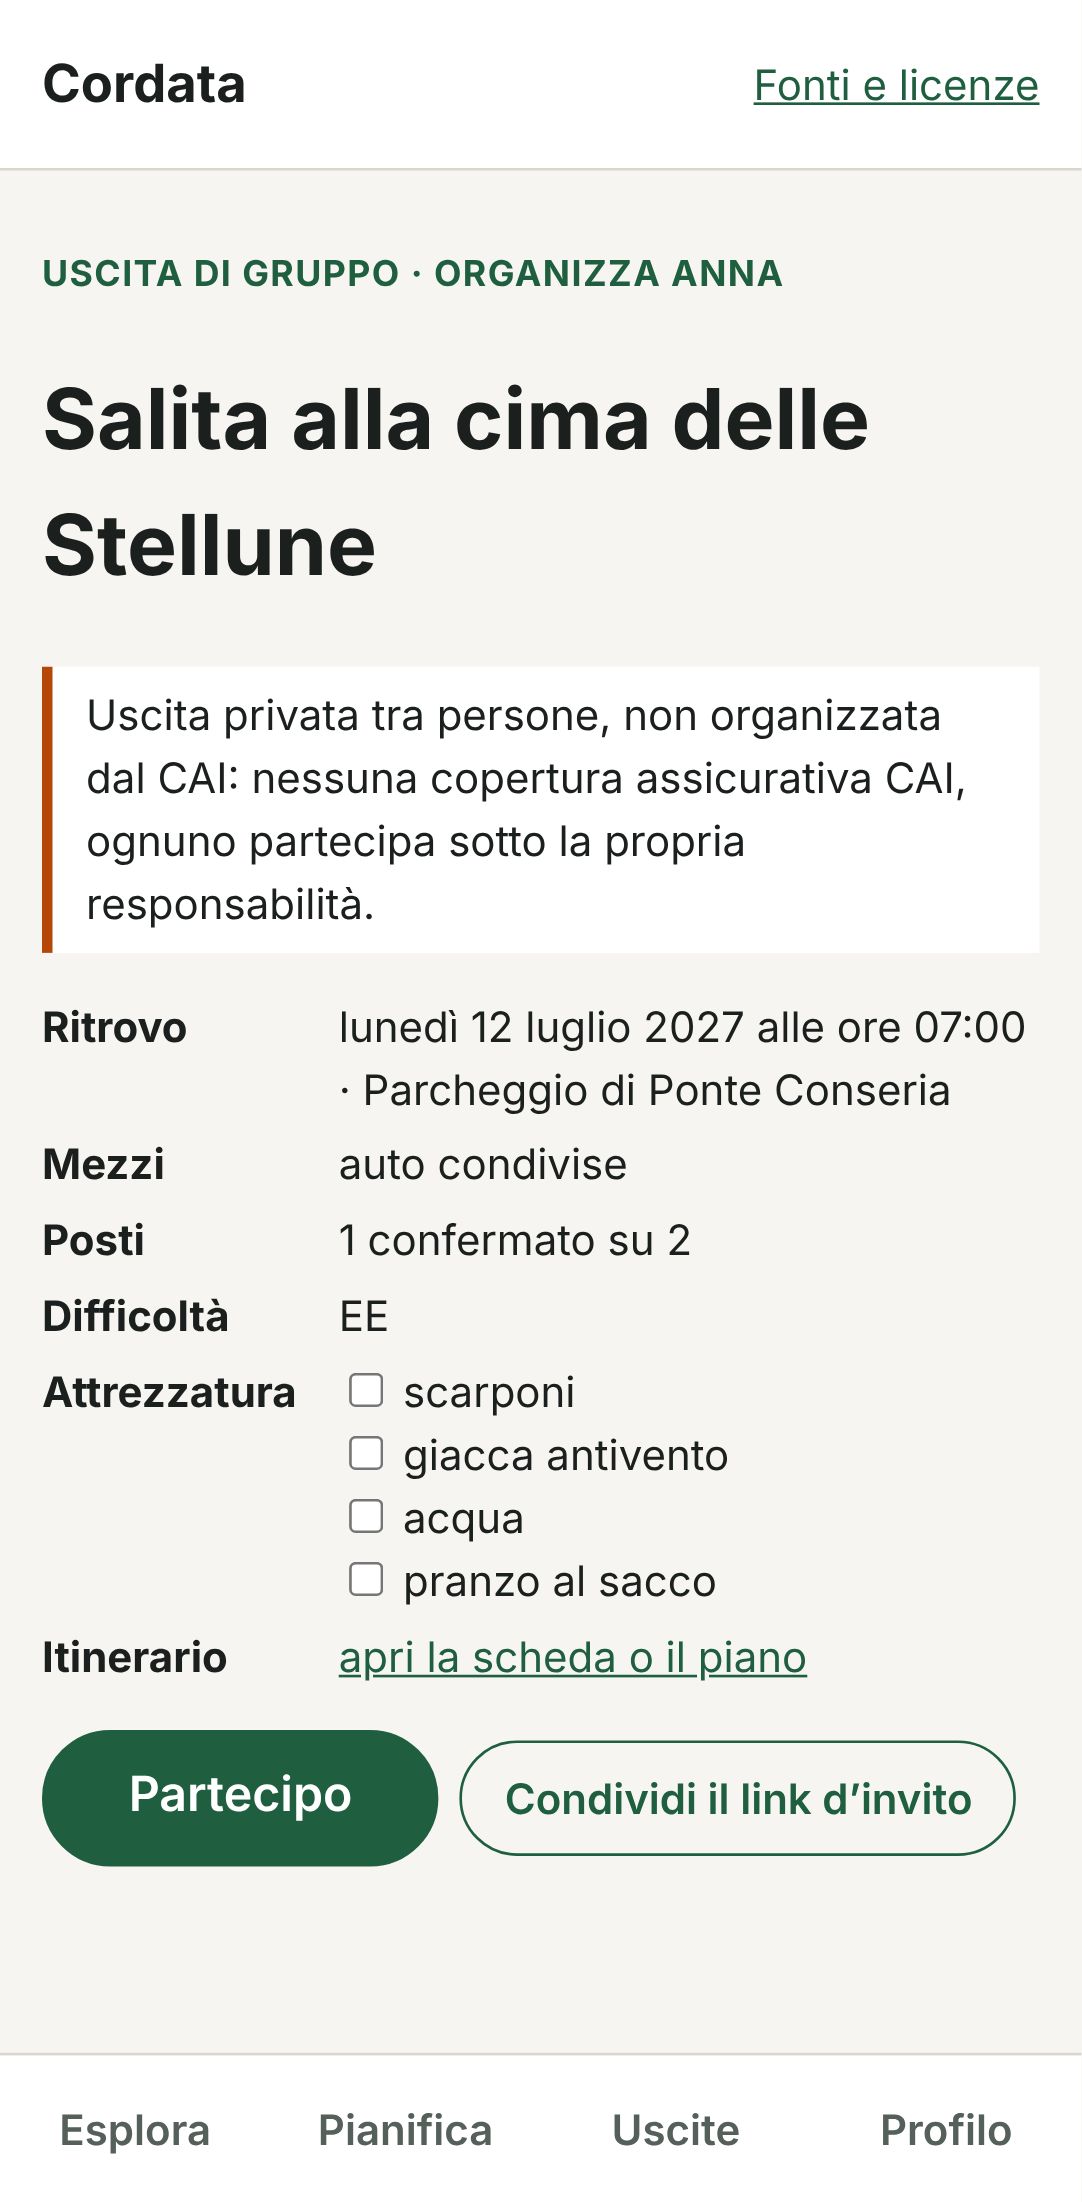 Cordata
Fonti e licenze
USCITA DI GRUPPO · ORGANIZZA ANNA
Salita alla cima delle
Stellune
Uscita privata tra persone, non organizzata
dal CAI: nessuna copertura assicurativa CAI,
ognuno partecipa sotto la propria
responsabilità.
Ritrovo lunedì 12 luglio 2027 alle ore 07:00
· Parcheggio di Ponte Conseria
Mezzi auto condivise
Posti 1 confermato su 2
Difficoltà EE
Attrezzatura scarponi
giacca antivento
acqua
pranzo al sacco
Itinerario apri la scheda o il piano
Partecipo Condividi il link d’invito
Esplora Pianifica Uscite Profilo